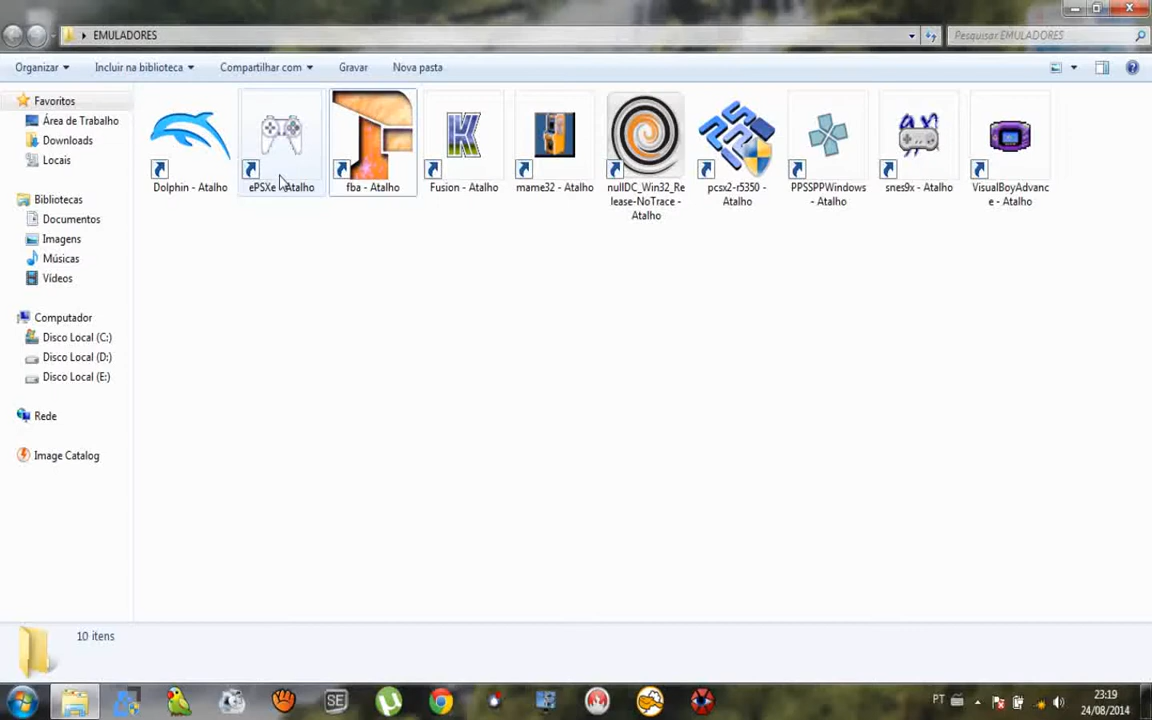 EMULADORES
Pesquisar EMULADORES
Organizar Incluir na biblioteca Compartilhar com Gravar Nova pasta
Favoritos
Área de Trabalho
Downloads
Locais
Bibliotecas
Documentos
Imagens
Músicas
Vídeos
Computador
Disco Local (C:)
Disco Local (D:)
Disco Local (E:)
Rede
Image Catalog
Dolphin - Atalho
ePSXe - Atalho
fba - Atalho
Fusion - Atalho
mame32 - Atalho
nullDC_Win32_Re
lease-NoTrace -
Atalho
pcsx2-r5350 -
Atalho
PPSSPPWindows
- Atalho
snes9x - Atalho
VisualBoyAdvanc
e - Atalho
10 itens
SE
PT
23:19
24/08/2014